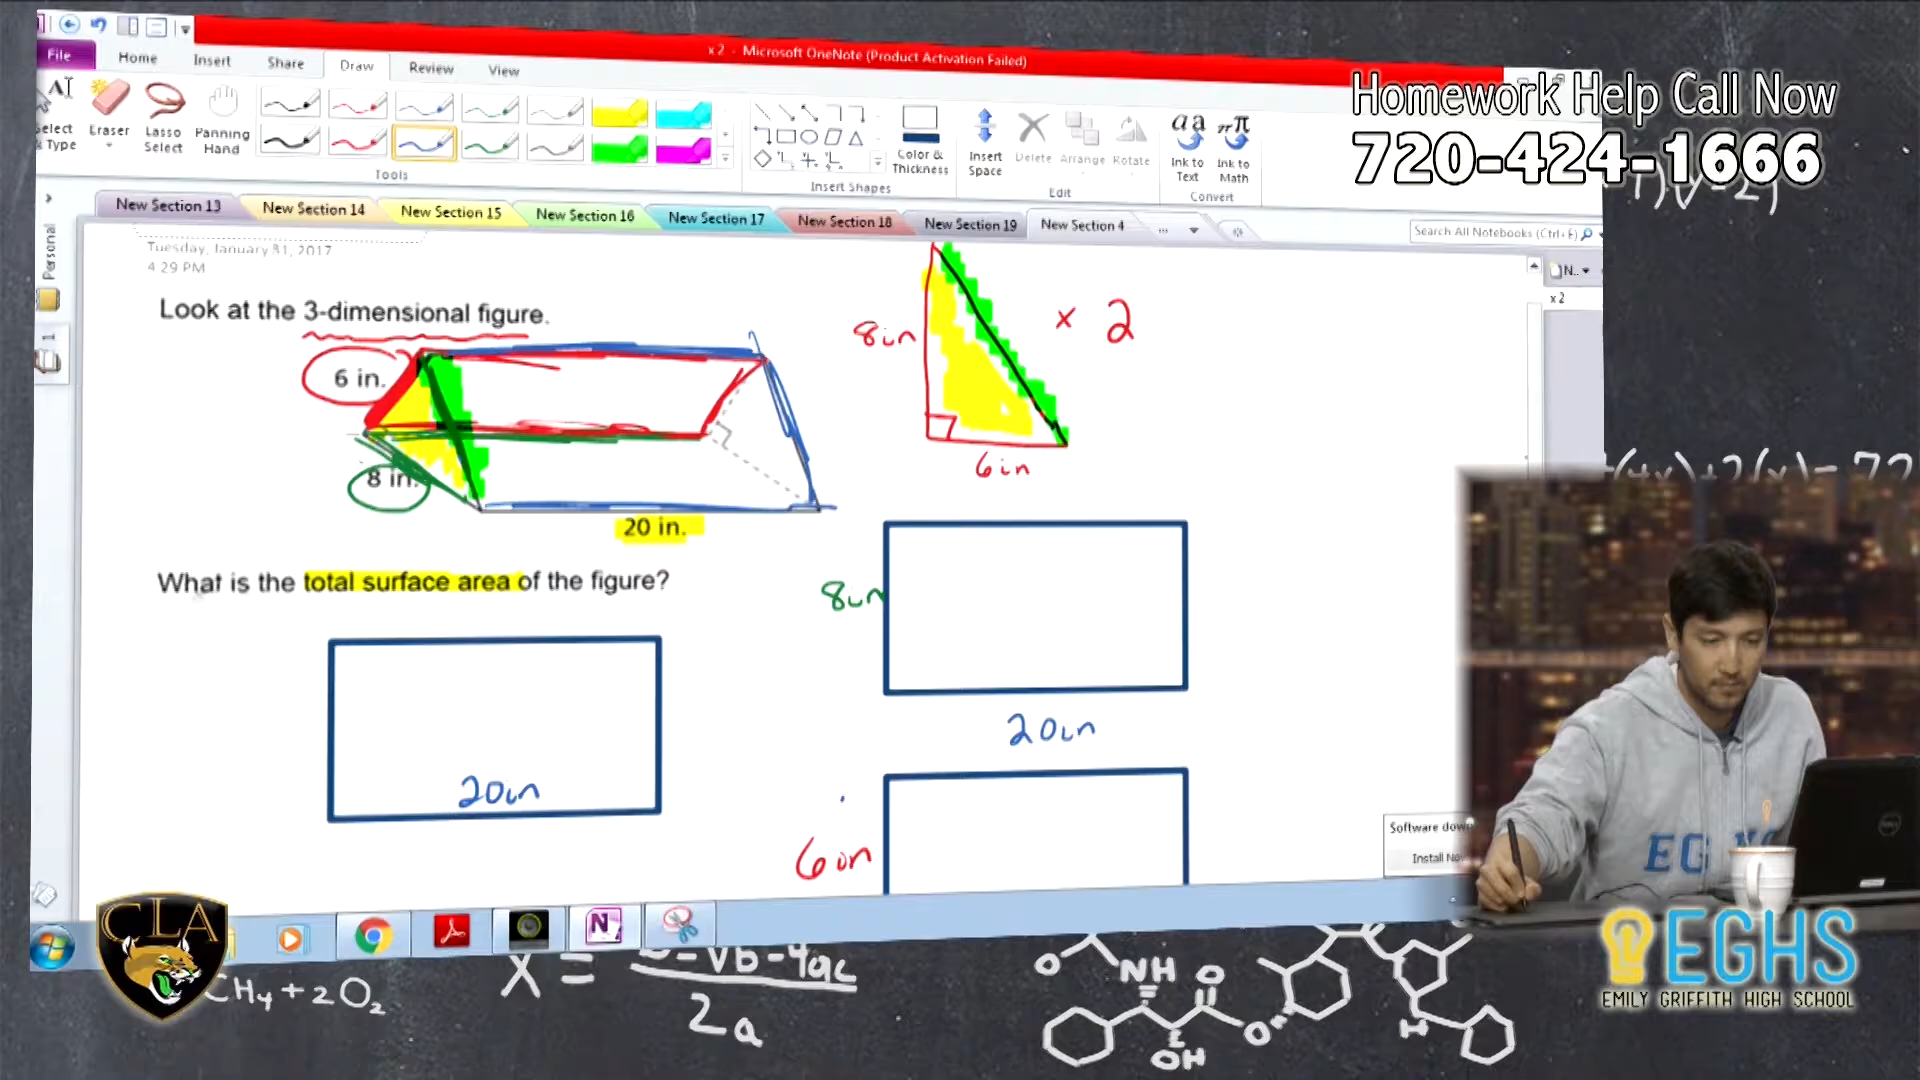 x 2 - Microsoft OneNote (Product Activation Failed)
File Home Insert Share Draw Review View
Homework Help Call Now
720-424-1666
Select & Type Eraser Lasso Select Panning Hand
Color & Thickness Insert Space Delete Arrange Rotate Ink to Text Ink to Math
Tools Insert Shapes Edit Convert
New Section 13 New Section 14 New Section 15 New Section 16 New Section 17 New Section 18 New Section 19 New Section 4
Search All Notebooks (Ctrl+E)
Personal
N..
x 2
Tuesday, January 31, 2017
4:29 PM
Look at the 3-dimensional figure.
6 in.
8 in.
20 in.
8in
x 2
6in
What is the total surface area of the figure?
8in
20in
20in
6in
Software down
Install No
EG
CLA
CH4 + 2O2
X =
2a
O NH O
O
OH
H
EGHS
EMILY GRIFFITH HIGH SCHOOL